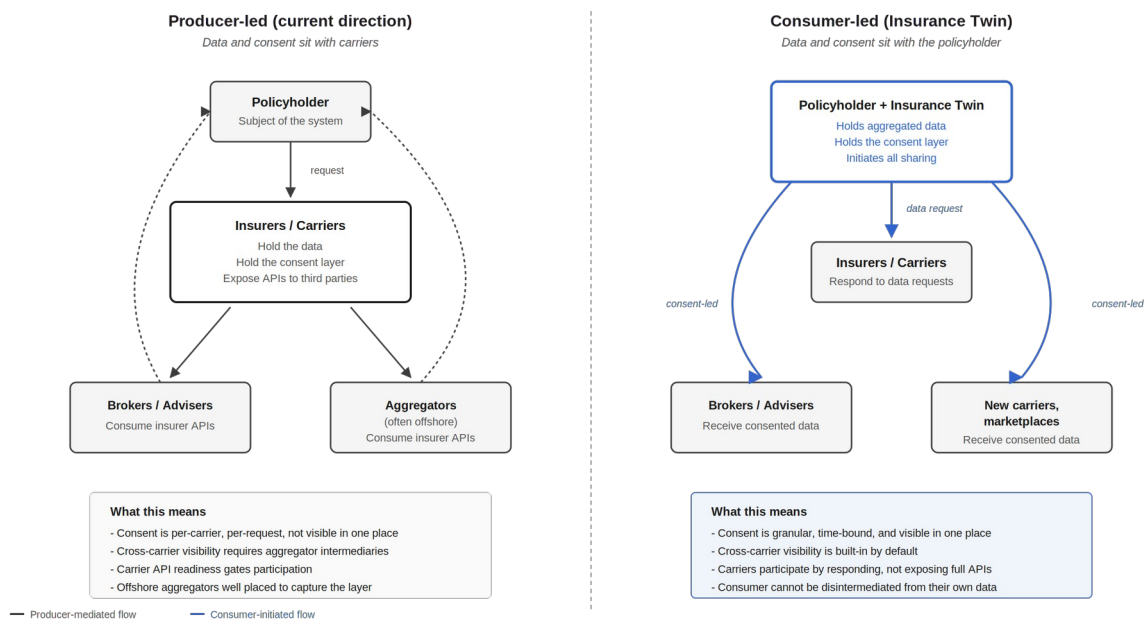 Producer-led (current direction)
Data and consent sit with carriers
Policyholder
Subject of the system
request
Insurers / Carriers
Hold the data
Hold the consent layer
Expose APIs to third parties
Brokers / Advisers
Consume insurer APIs
Aggregators
(often offshore)
Consume insurer APIs
What this means
- Consent is per-carrier, per-request, not visible in one place
- Cross-carrier visibility requires aggregator intermediaries
- Carrier API readiness gates participation
- Offshore aggregators well placed to capture the layer
Consumer-led (Insurance Twin)
Data and consent sit with the policyholder
Policyholder + Insurance Twin
Holds aggregated data
Holds the consent layer
Initiates all sharing
data request
Insurers / Carriers
Respond to data requests
consent-led
consent-led
Brokers / Advisers
Receive consented data
New carriers,
marketplaces
Receive consented data
What this means
- Consent is granular, time-bound, and visible in one place
- Cross-carrier visibility is built-in by default
- Carriers participate by responding, not exposing full APIs
- Consumer cannot be disintermediated from their own data
Producer-mediated flow
Consumer-initiated flow